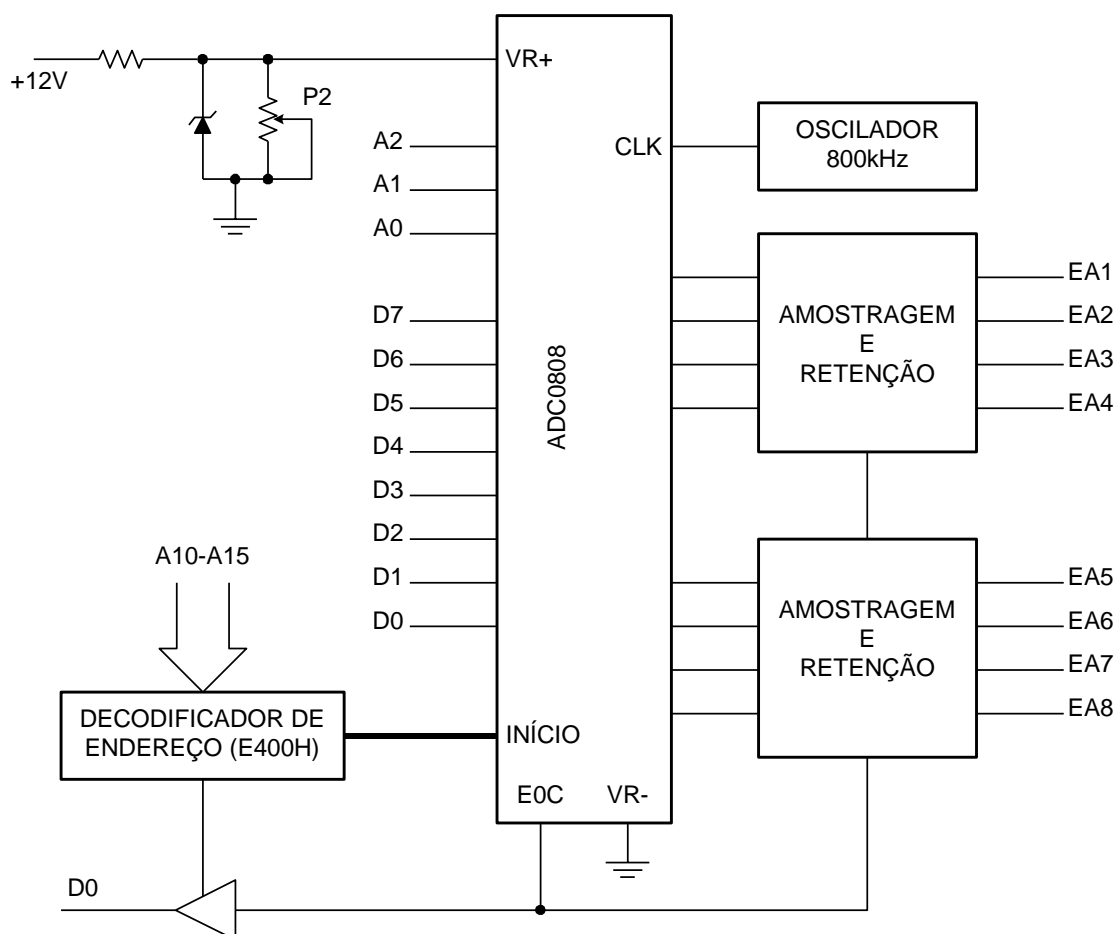 +12V
P2
VR+
A2
A1
A0
CLK
OSCILADOR
800kHz
D7
D6
D5
D4
D3
D2
D1
D0
ADC0808
AMOSTRAGEM
E
RETENÇÃO
EA1
EA2
EA3
EA4
AMOSTRAGEM
E
RETENÇÃO
EA5
EA6
EA7
EA8
A10-A15
DECODIFICADOR DE
ENDEREÇO (E400H)
INÍCIO
E0C
VR-
D0